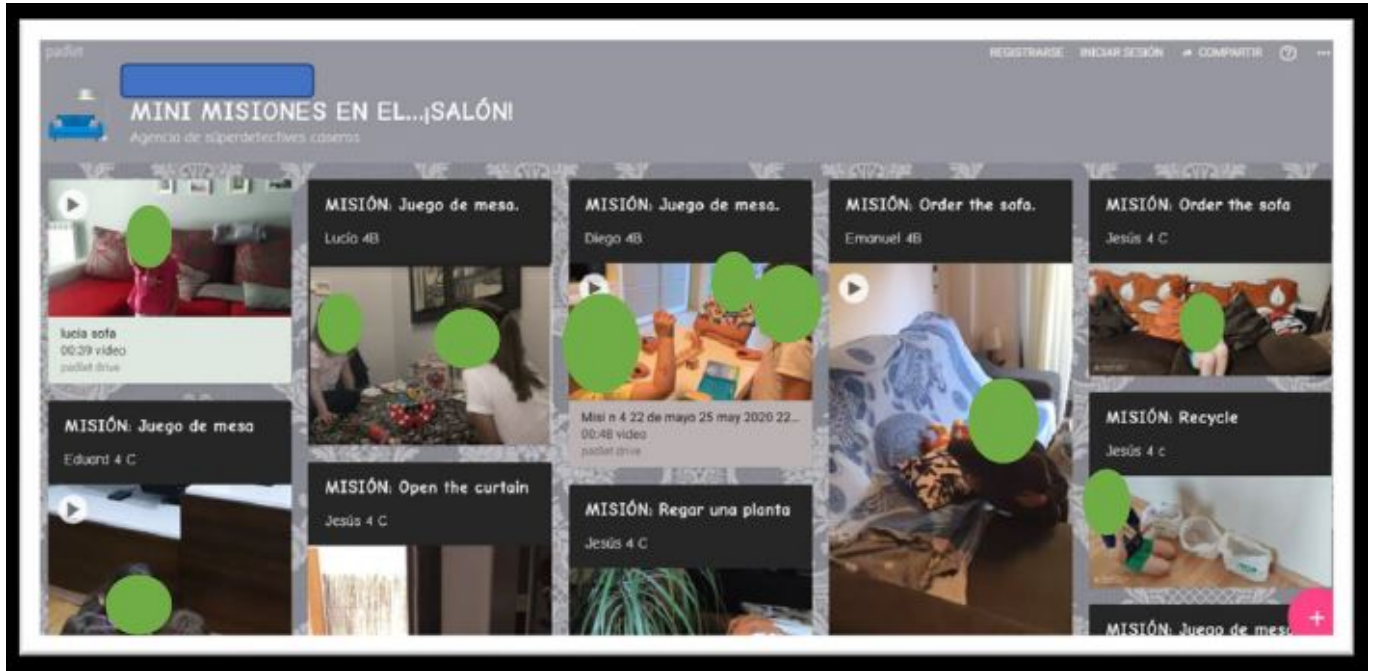 padlet
REGISTRARSE INICIAR SESIÓN COMPARTIR
MINI MISIONES EN EL...¡SALÓN!
Agencia de súperdetectives caseros
lucia sofa
00:39 video
padlet drive
MISIÓN: Juego de mesa
Eduard 4 C
MISIÓN: Juego de mesa.
Lucía 4B
MISIÓN: Open the curtain
Jesús 4 C
MISIÓN: Juego de mesa.
Diego 4B
Misi n 4 22 de mayo 25 may 2020 22...
00:48 video
padlet drive
MISIÓN: Regar una planta
Jesús 4 C
MISIÓN: Order the sofa.
Emanuel 4B
MISIÓN: Order the sofa
Jesús 4 C
MISIÓN: Recycle
Jesús 4 c
MISIÓN: Juego de mesa